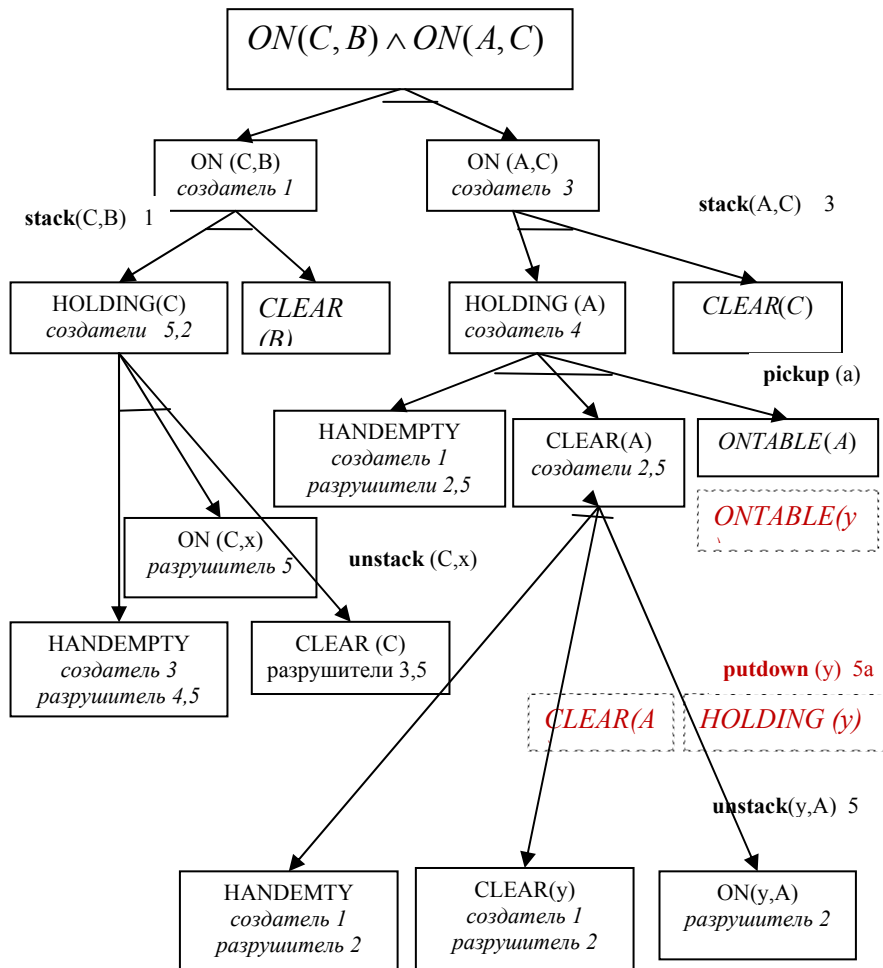 ON(C, B) ∧ ON(A, C)
ON (C,B)
создатель 1
ON (A,C)
создатель 3
stack(C,B) 1
stack(A,C) 3
HOLDING(C)
создатели 5,2
CLEAR
(B)
HOLDING (A)
создатель 4
CLEAR(C)
pickup (a)
HANDEMPTY
создатель 1
разрушители 2,5
CLEAR(A)
создатели 2,5
ONTABLE(A)
ONTABLE(y
)
ON (C,x)
разрушитель 5
unstack (C,x)
HANDEMPTY
создатель 3
разрушитель 4,5
CLEAR (C)
разрушители 3,5
putdown (y) 5a
CLEAR(A
HOLDING (y)
unstack(y,A) 5
HANDEMTY
создатель 1
разрушитель 2
CLEAR(y)
создатель 1
разрушитель 2
ON(y,A)
разрушитель 2